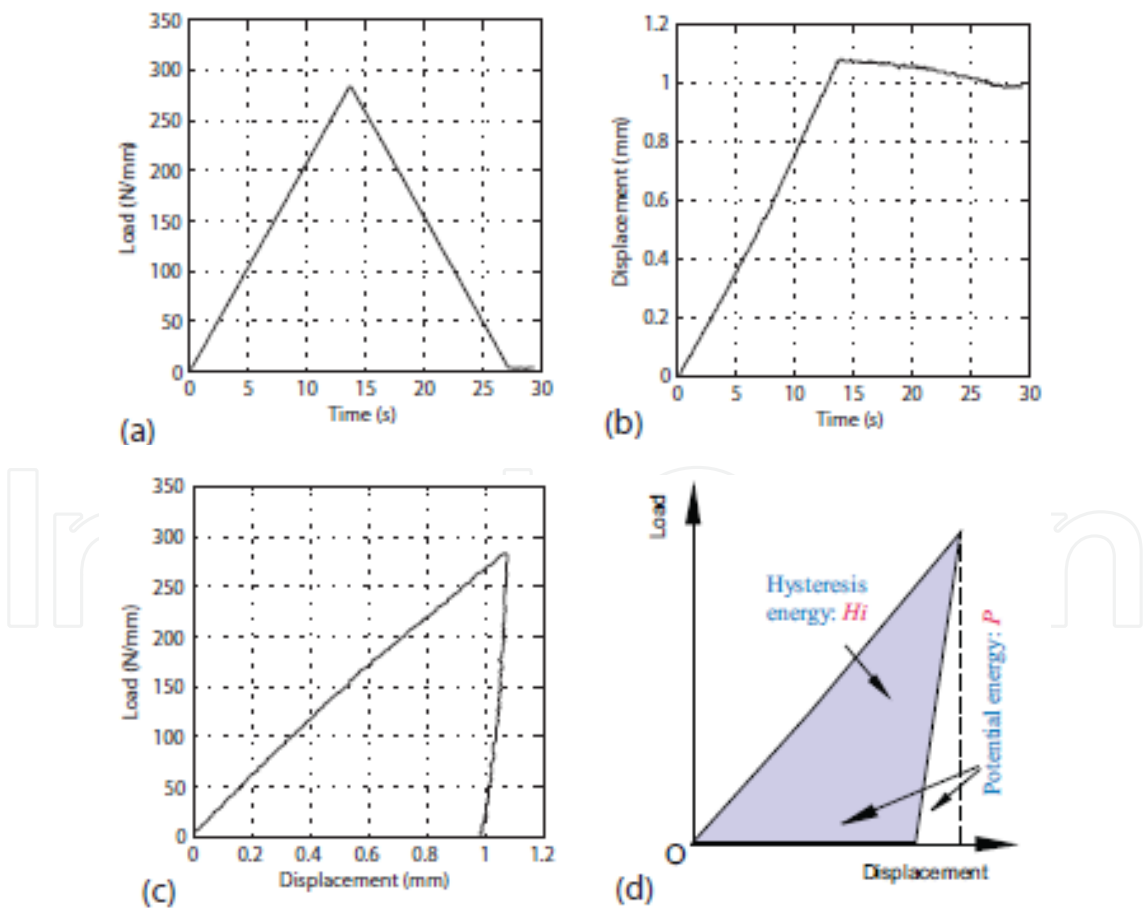 350
300
250
200
150
100
50
0
Load (N/mm)
0 5 10 15 20 25 30
Time (s)
(a)
1.2
1
0.8
0.6
0.4
0.2
0
Displacement (mm)
0 5 10 15 20 25 30
Time (s)
(b)
350
300
250
200
150
100
50
0
Load (N/mm)
0 0.2 0.4 0.6 0.8 1 1.2
Displacement (mm)
(c)
Load
Hysteresis
energy: Hi
Potential energy: P
O
Displacement
(d)